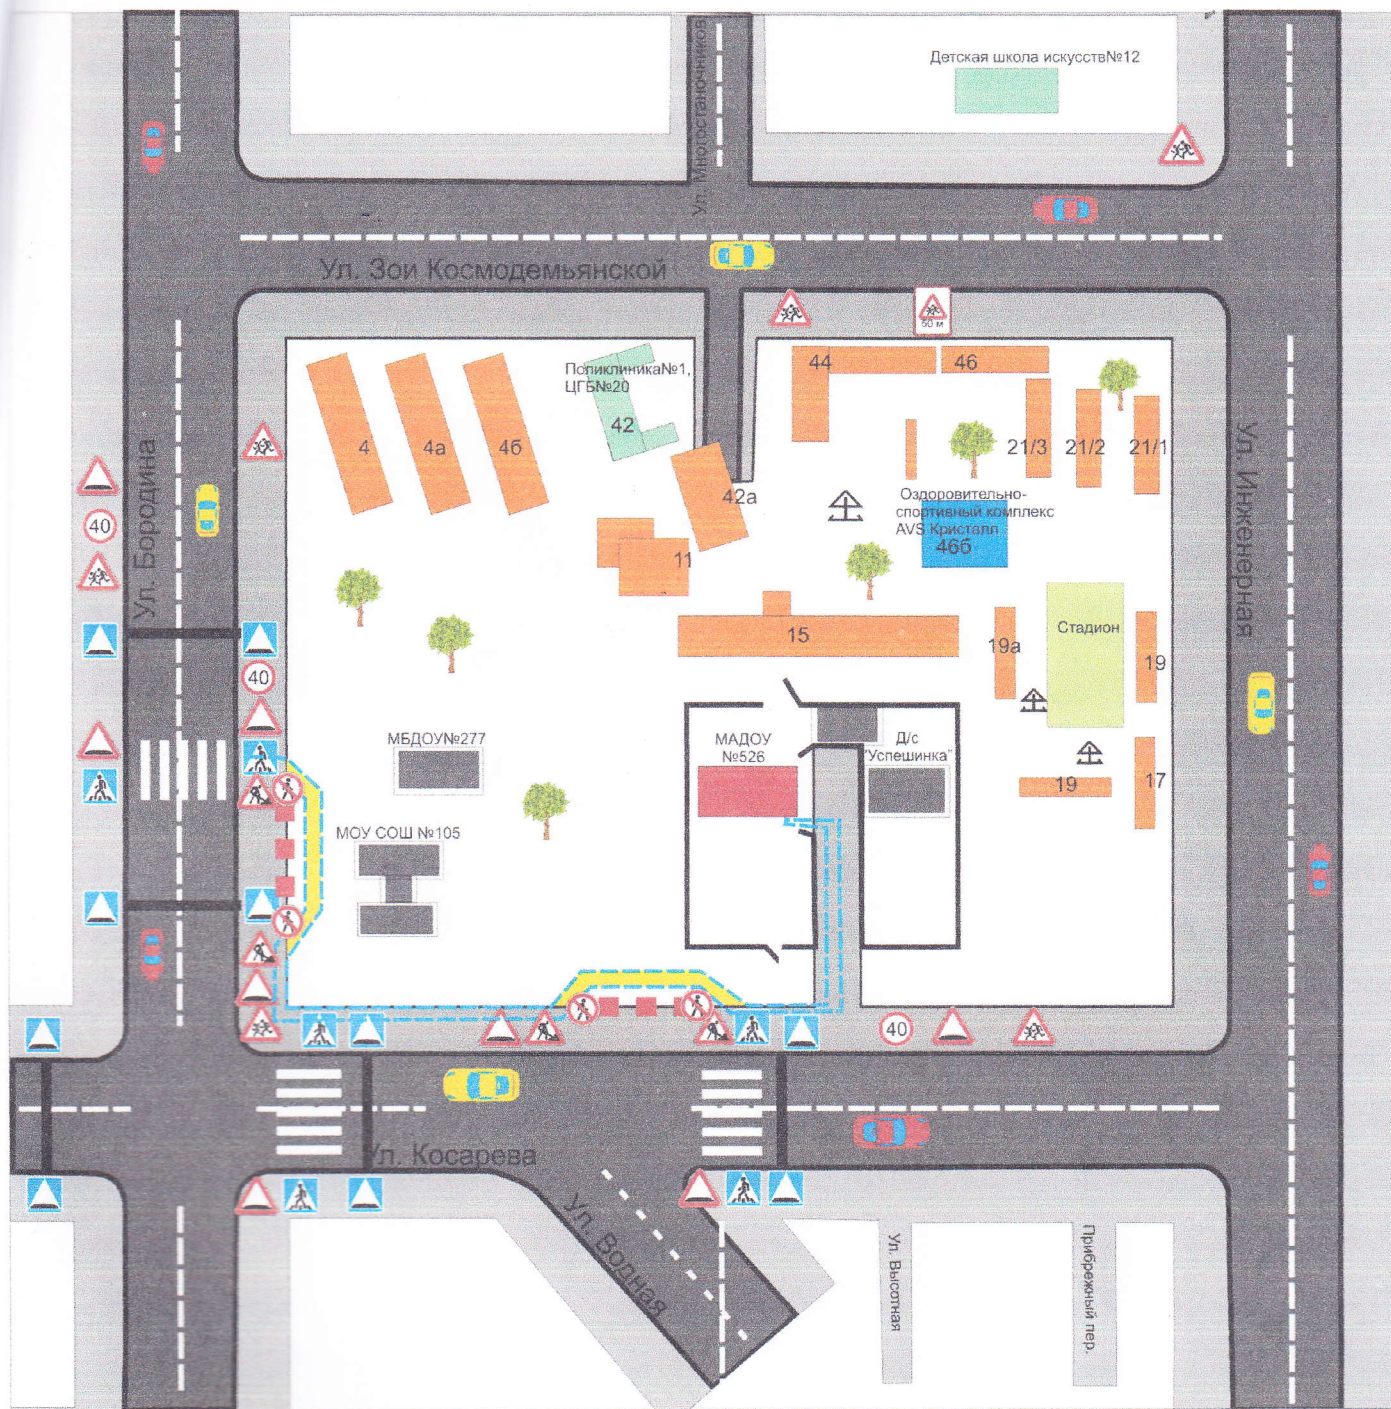 Детская школа искусств№12
Ул. Многостаночников
Ул. Зои Космодемьянской
50 м
Поликлиника№1,
ЦГБ№20
42
4
4а
4б
42а
11
44
46
21/3
21/2
21/1
Оздоровительно-
спортивный комплекс
AVS Кристалл
46б
Ул. Бородина
Ул. Инженерная
40
40
15
19а
Стадион
19
19
17
МБДОУ№277
МАДОУ
№526
Д/с
"Успешинка"
МОУ СОШ №105
40
Ул. Косарева
Ул. Водная
Ул. Высотная
Прибрежный пер.